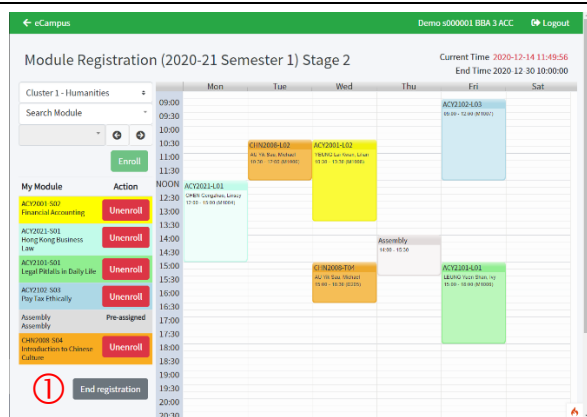 eCampus
Demo s000001 BBA 3 ACC
Logout
Module Registration (2020-21 Semester 1) Stage 2
Current Time 2020-12-14 11:49:56
End Time 2020-12-30 10:00:00
Cluster 1 - Humanities
Search Module
Enroll
My Module Action
ACY2001-S02
Financial Accounting
Unenroll
ACY2021-S01
Hong Kong Business
Law
Unenroll
ACY2101-S01
Legal Pitfalls in Daily Life
Unenroll
ACY2102-S03
Pay Tax Ethically
Unenroll
Assembly
Assembly
Pre-assigned
CHN2008-S04
Introduction to Chinese
Culture
Unenroll
① End registration
Mon Tue Wed Thu Fri Sat
09:00
09:30
10:00
10:30
11:00
11:30
NOON
12:30
13:00
13:30
14:00
14:30
15:00
15:30
16:00
16:30
17:00
17:30
18:00
18:30
19:00
19:30
20:00
20:30
ACY2021-L01
CHN2008-L02
ACY2001-L02
CHN2008-T04
Assembly
ACY2102-L03
ACY2101-L01